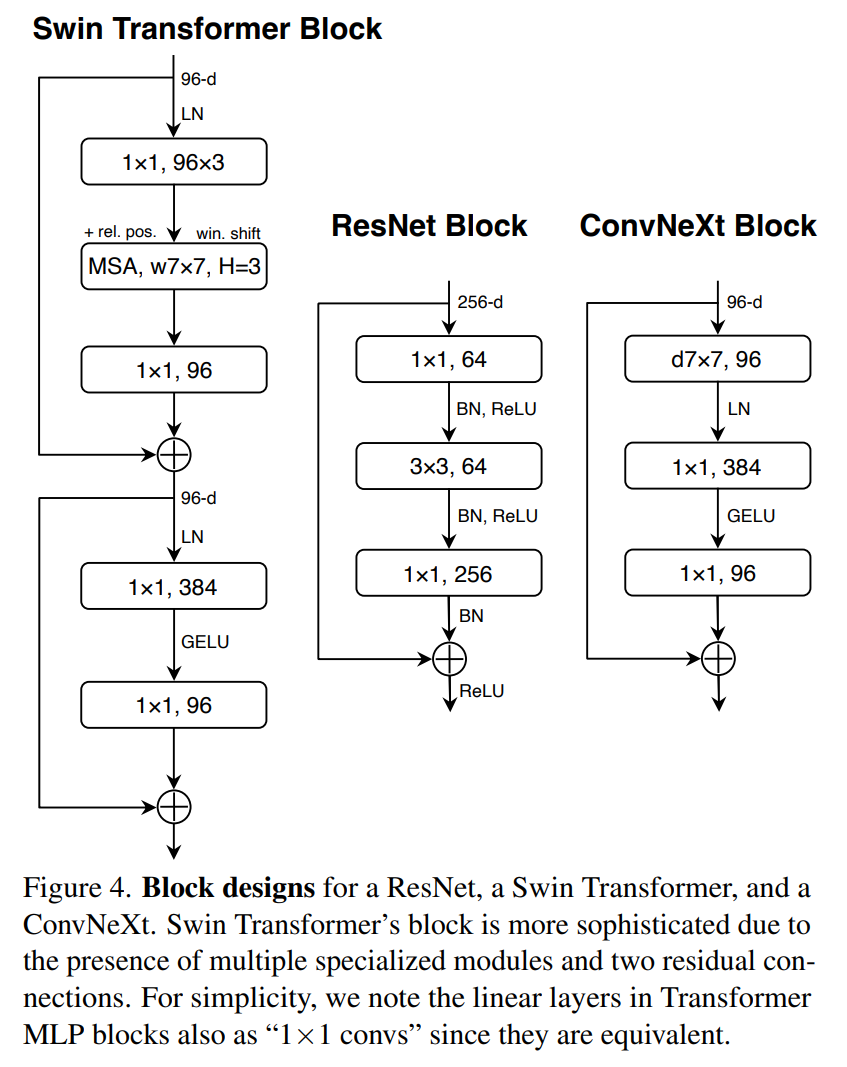 Swin Transformer Block
96-d
LN
1×1, 96×3
+ rel. pos.
win. shift
MSA, w7×7, H=3
1×1, 96
96-d
LN
1×1, 384
GELU
1×1, 96
ResNet Block
256-d
1×1, 64
BN, ReLU
3×3, 64
BN, ReLU
1×1, 256
BN
ReLU
ConvNeXt Block
96-d
d7×7, 96
LN
1×1, 384
GELU
1×1, 96
Figure 4. Block designs for a ResNet, a Swin Transformer, and a
ConvNeXt. Swin Transformer’s block is more sophisticated due to
the presence of multiple specialized modules and two residual con-
nections. For simplicity, we note the linear layers in Transformer
MLP blocks also as “1×1 convs” since they are equivalent.